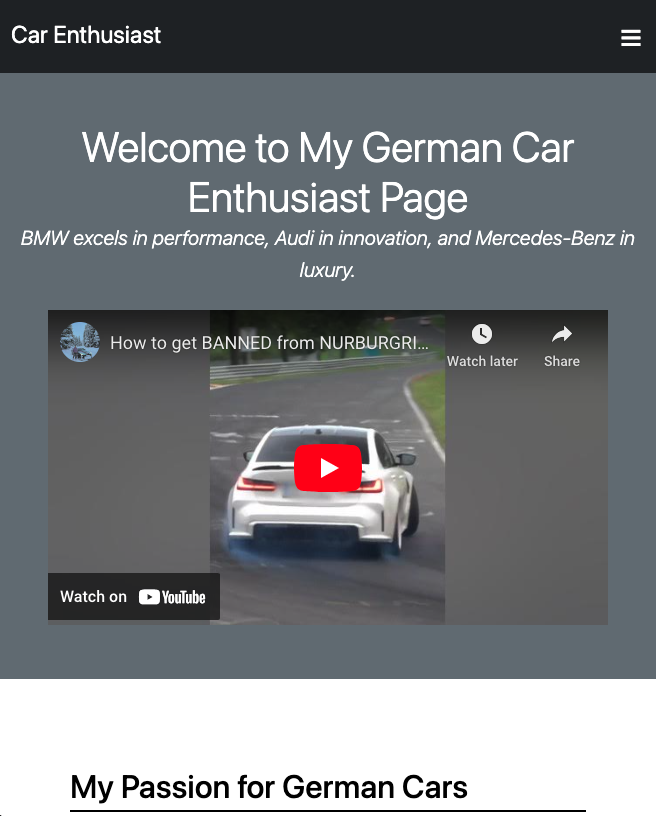 Car Enthusiast
Welcome to My German Car
Enthusiast Page
BMW excels in performance, Audi in innovation, and Mercedes-Benz in
luxury.
How to get BANNED from NURBURGRI...
Watch later
Share
Watch on YouTube
My Passion for German Cars